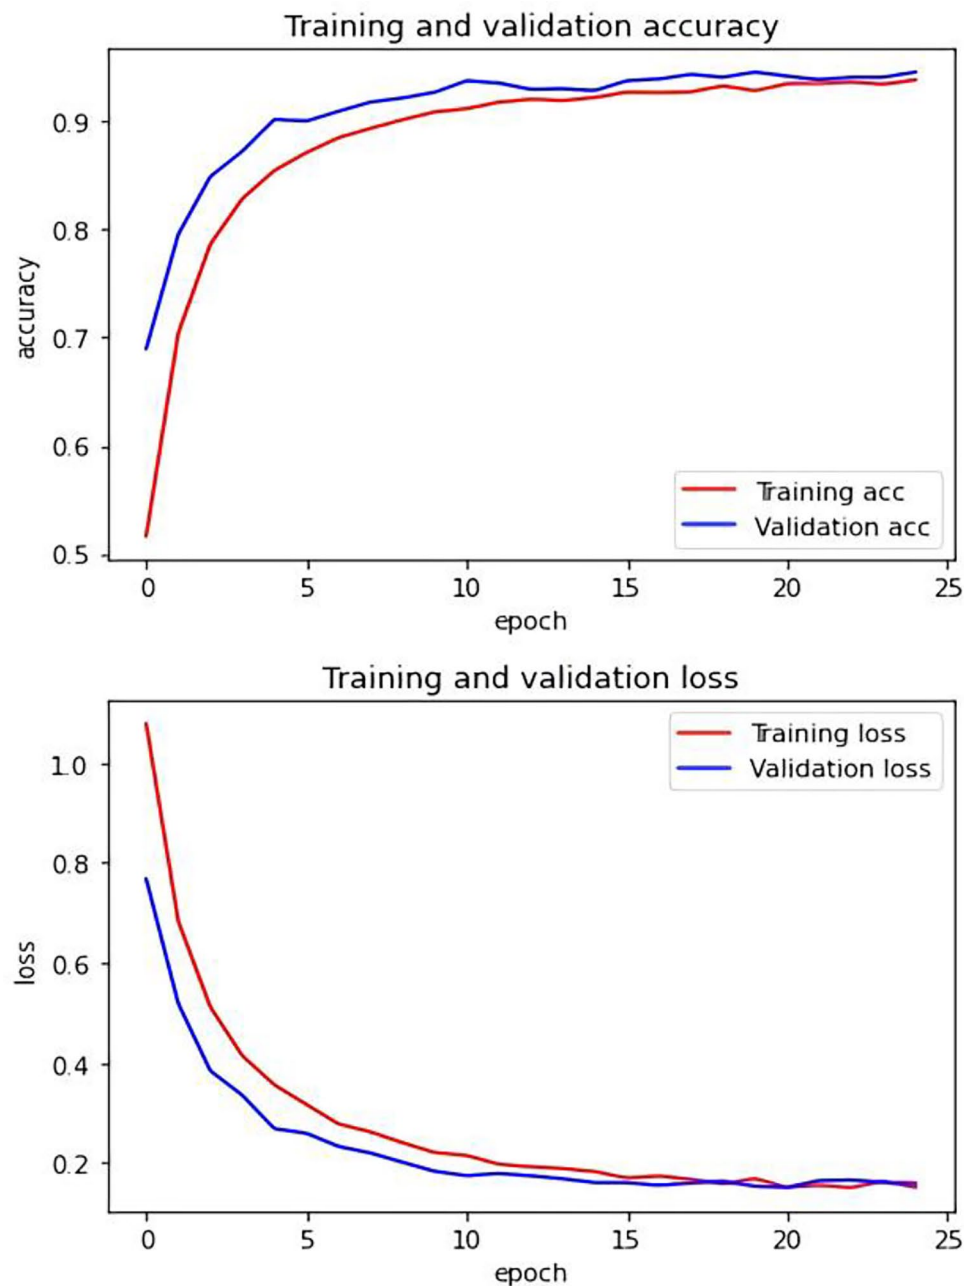 Training and validation accuracy
0.9
0.8
0.7
0.6
0.5
accuracy
Training acc
Validation acc
0 5 10 15 20 25
epoch
Training and validation loss
1.0
0.8
0.6
0.4
0.2
loss
Training loss
Validation loss
0 5 10 15 20 25
epoch